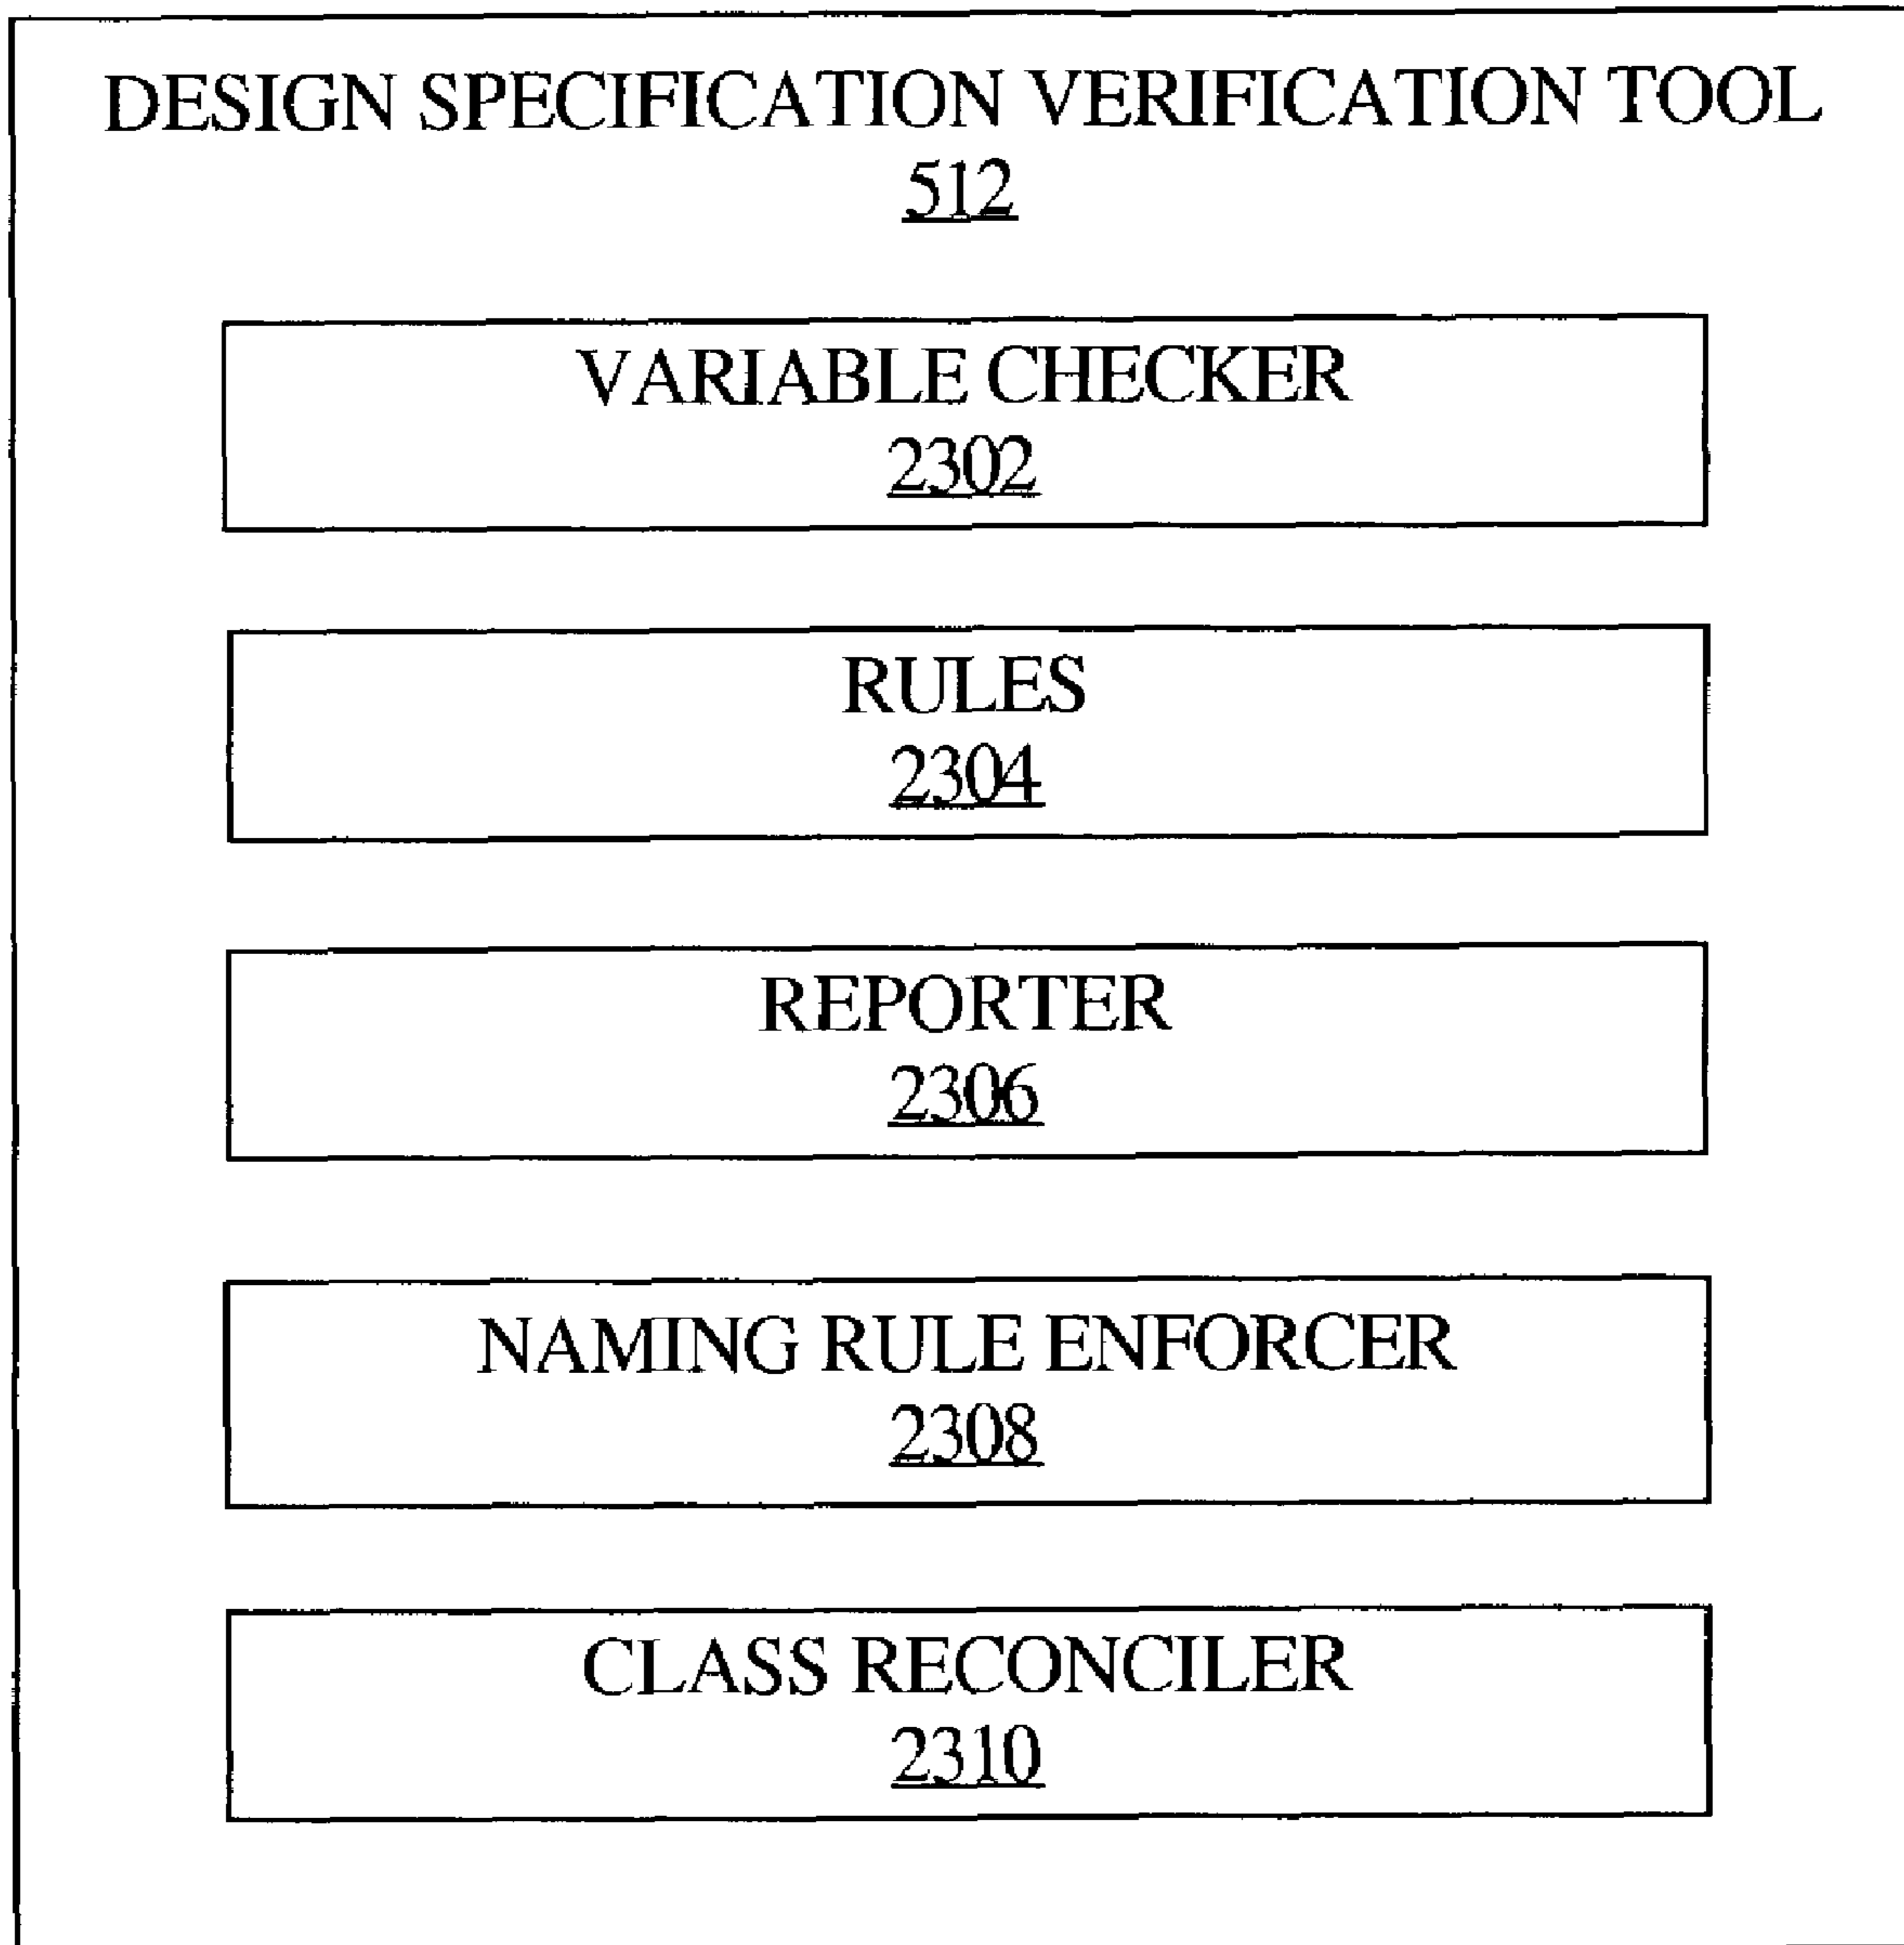 DESIGN SPECIFICATION VERIFICATION TOOL
512
VARIABLE CHECKER
2302
RULES
2304
REPORTER
2306
NAMING RULE ENFORCER
2308
CLASS RECONCILER
2310